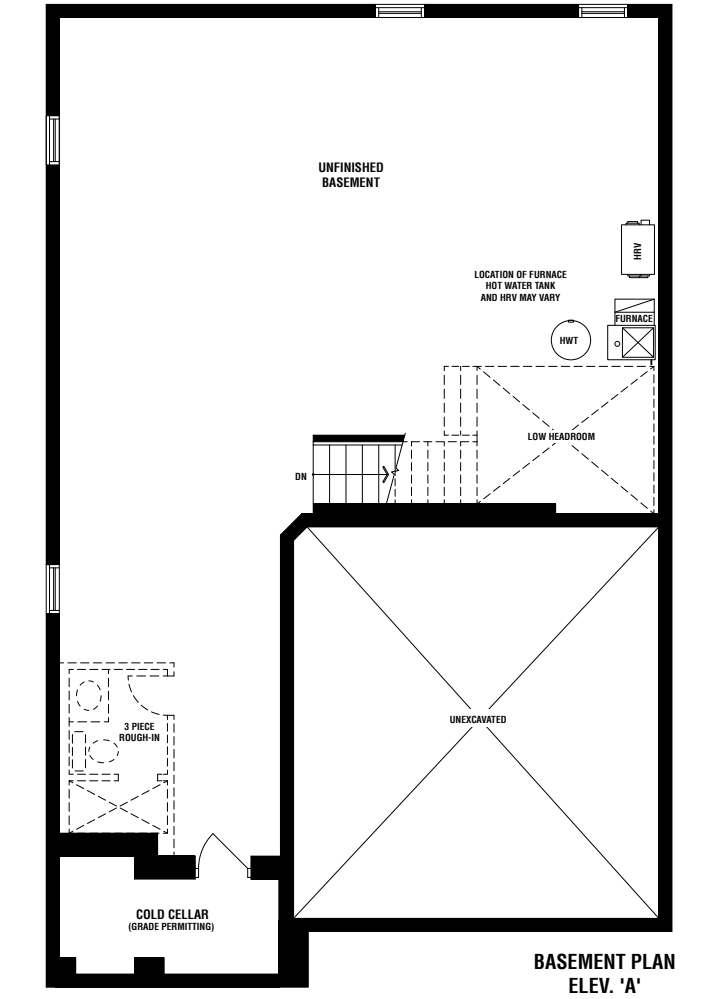 UNFINISHED
BASEMENT
HRV
LOCATION OF FURNACE
HOT WATER TANK
AND HRV MAY VARY
FURNACE
HWT
LOW HEADROOM
DN
UNEXCAVATED
3 PIECE
ROUGH-IN
COLD CELLAR
(GRADE PERMITTING)
BASEMENT PLAN
ELEV. 'A'